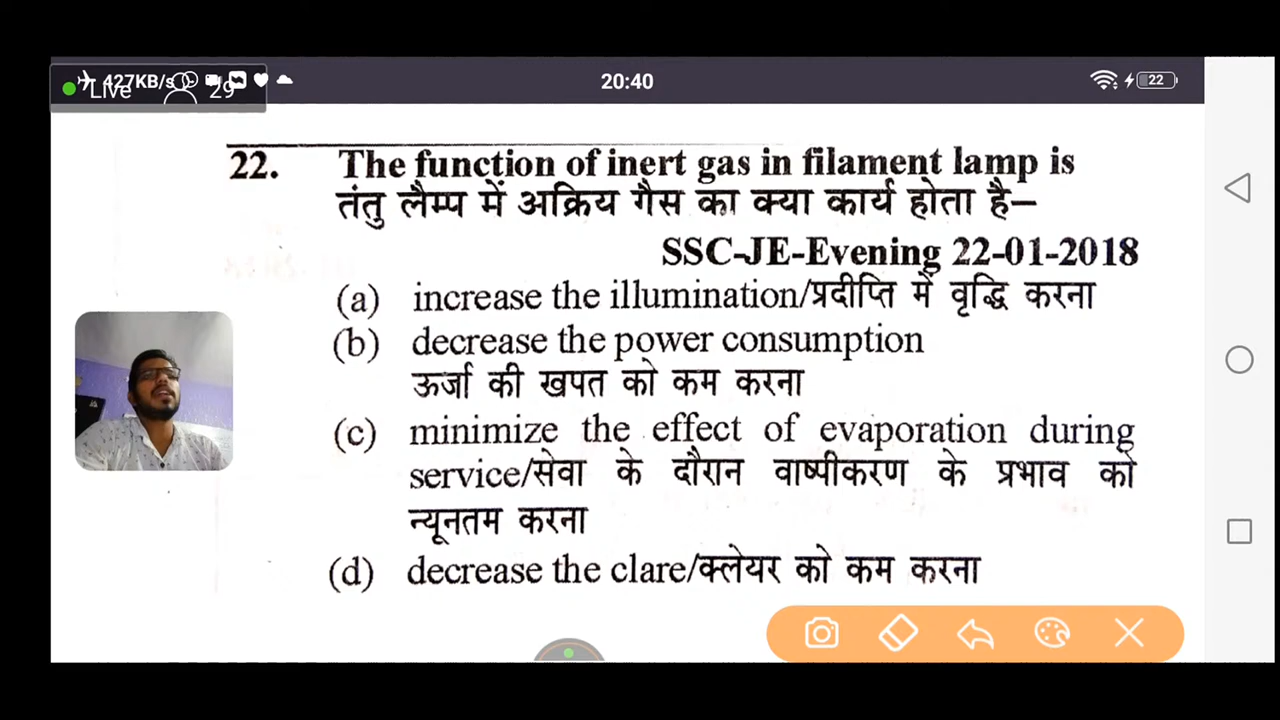 427KB/s
20:40
22
Live 29
22. The function of inert gas in filament lamp is
तंतु लैम्प में अक्रिय गैस का क्या कार्य होता है–
SSC-JE-Evening 22-01-2018
(a) increase the illumination/प्रदीप्ति में वृद्धि करना
(b) decrease the power consumption
ऊर्जा की खपत को कम करना
(c) minimize the effect of evaporation during
service/सेवा के दौरान वाष्पीकरण के प्रभाव को
न्यूनतम करना
(d) decrease the clare/क्लेयर को कम करना